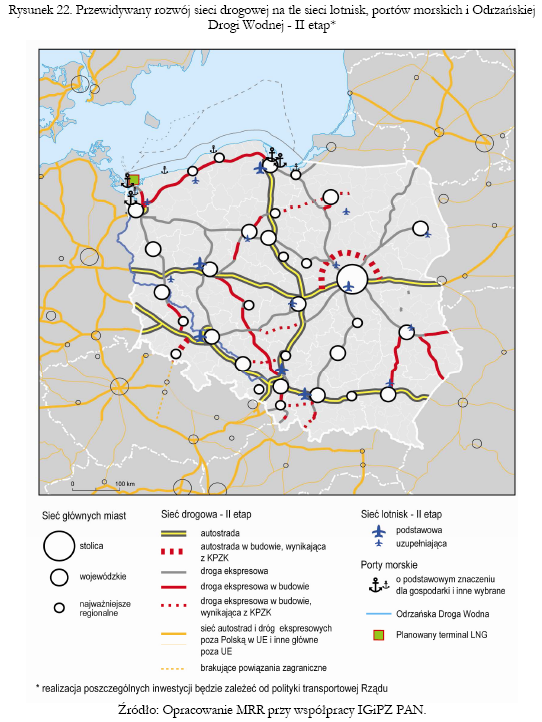 Rysunek 22. Przewidywany rozwój sieci drogowej na tle sieci lotnisk, portów morskich i Odrzańskiej
Drogi Wodnej - II etap*
0 100 km
Sieć głównych miast
stolica
wojewódzkie
najważniejsze
regionalne
Sieć drogowa - II etap
autostrada
autostrada w budowie, wynikająca
z KPZK
droga ekspresowa
droga ekspresowa w budowie
droga ekspresowa w budowie,
wynikająca z KPZK
sieć autostrad i dróg ekspresowych
poza Polską w UE i inne główne
poza UE
brakujące powiązania zagraniczne
Sieć lotnisk - II etap
podstawowa
uzupełniająca
Porty morskie
o podstawowym znaczeniu
dla gospodarki i inne wybrane
Odrzańska Droga Wodna
Planowany terminal LNG
* realizacja poszczególnych inwestycji będzie zależeć od polityki transportowej Rządu
Źródło: Opracowanie MRR przy współpracy IGiPZ PAN.